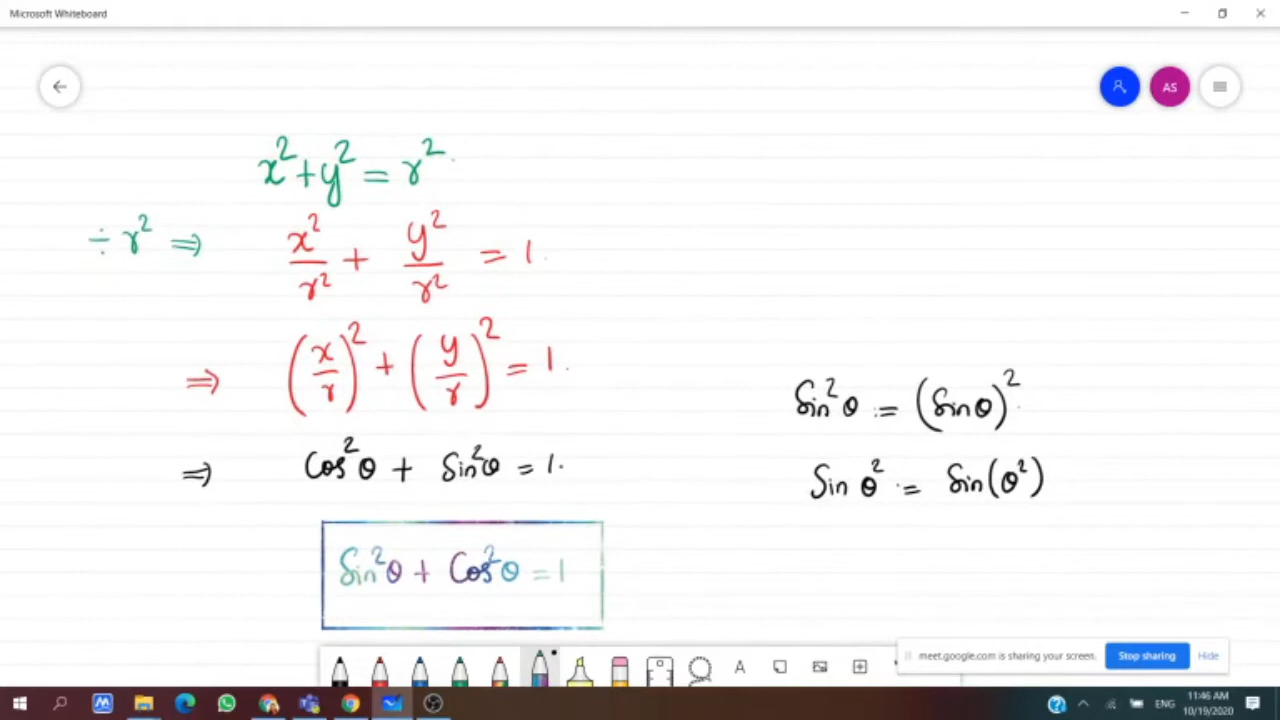 Microsoft Whiteboard
AS
x² + y² = r²
÷ r² ⇒ x²/r² + y²/r² = 1.
⇒ (x/r)² + (y/r)² = 1.
⇒ Cos²θ + Sin²θ = 1.
Sin²θ + Cos²θ = 1
Sin²θ = (Sinθ)²
Sin θ² = Sin(θ²)
meet.google.com is sharing your screen.
Stop sharing
Hide
A
ENG
11:46 AM
10/19/2020